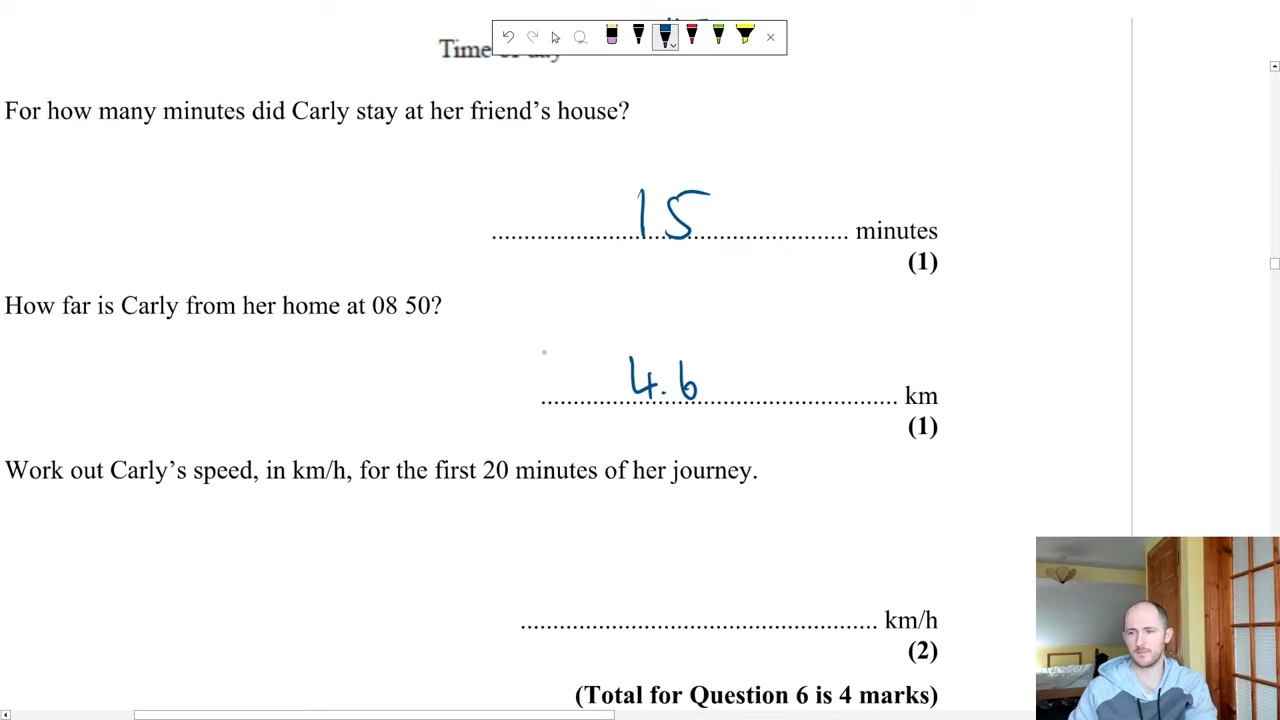 Time of day
For how many minutes did Carly stay at her friend's house?
15
................................................ minutes
(1)
How far is Carly from her home at 08 50?
4.6
................................................ km
(1)
Work out Carly's speed, in km/h, for the first 20 minutes of her journey.
................................................ km/h
(2)
(Total for Question 6 is 4 marks)